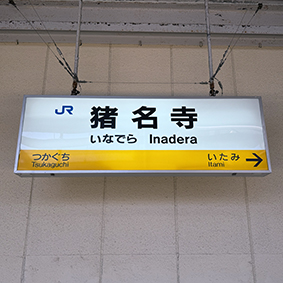 JR 猪名寺
いなでら Inadera
つかぐち いたみ →
Tsukaguchi Itami